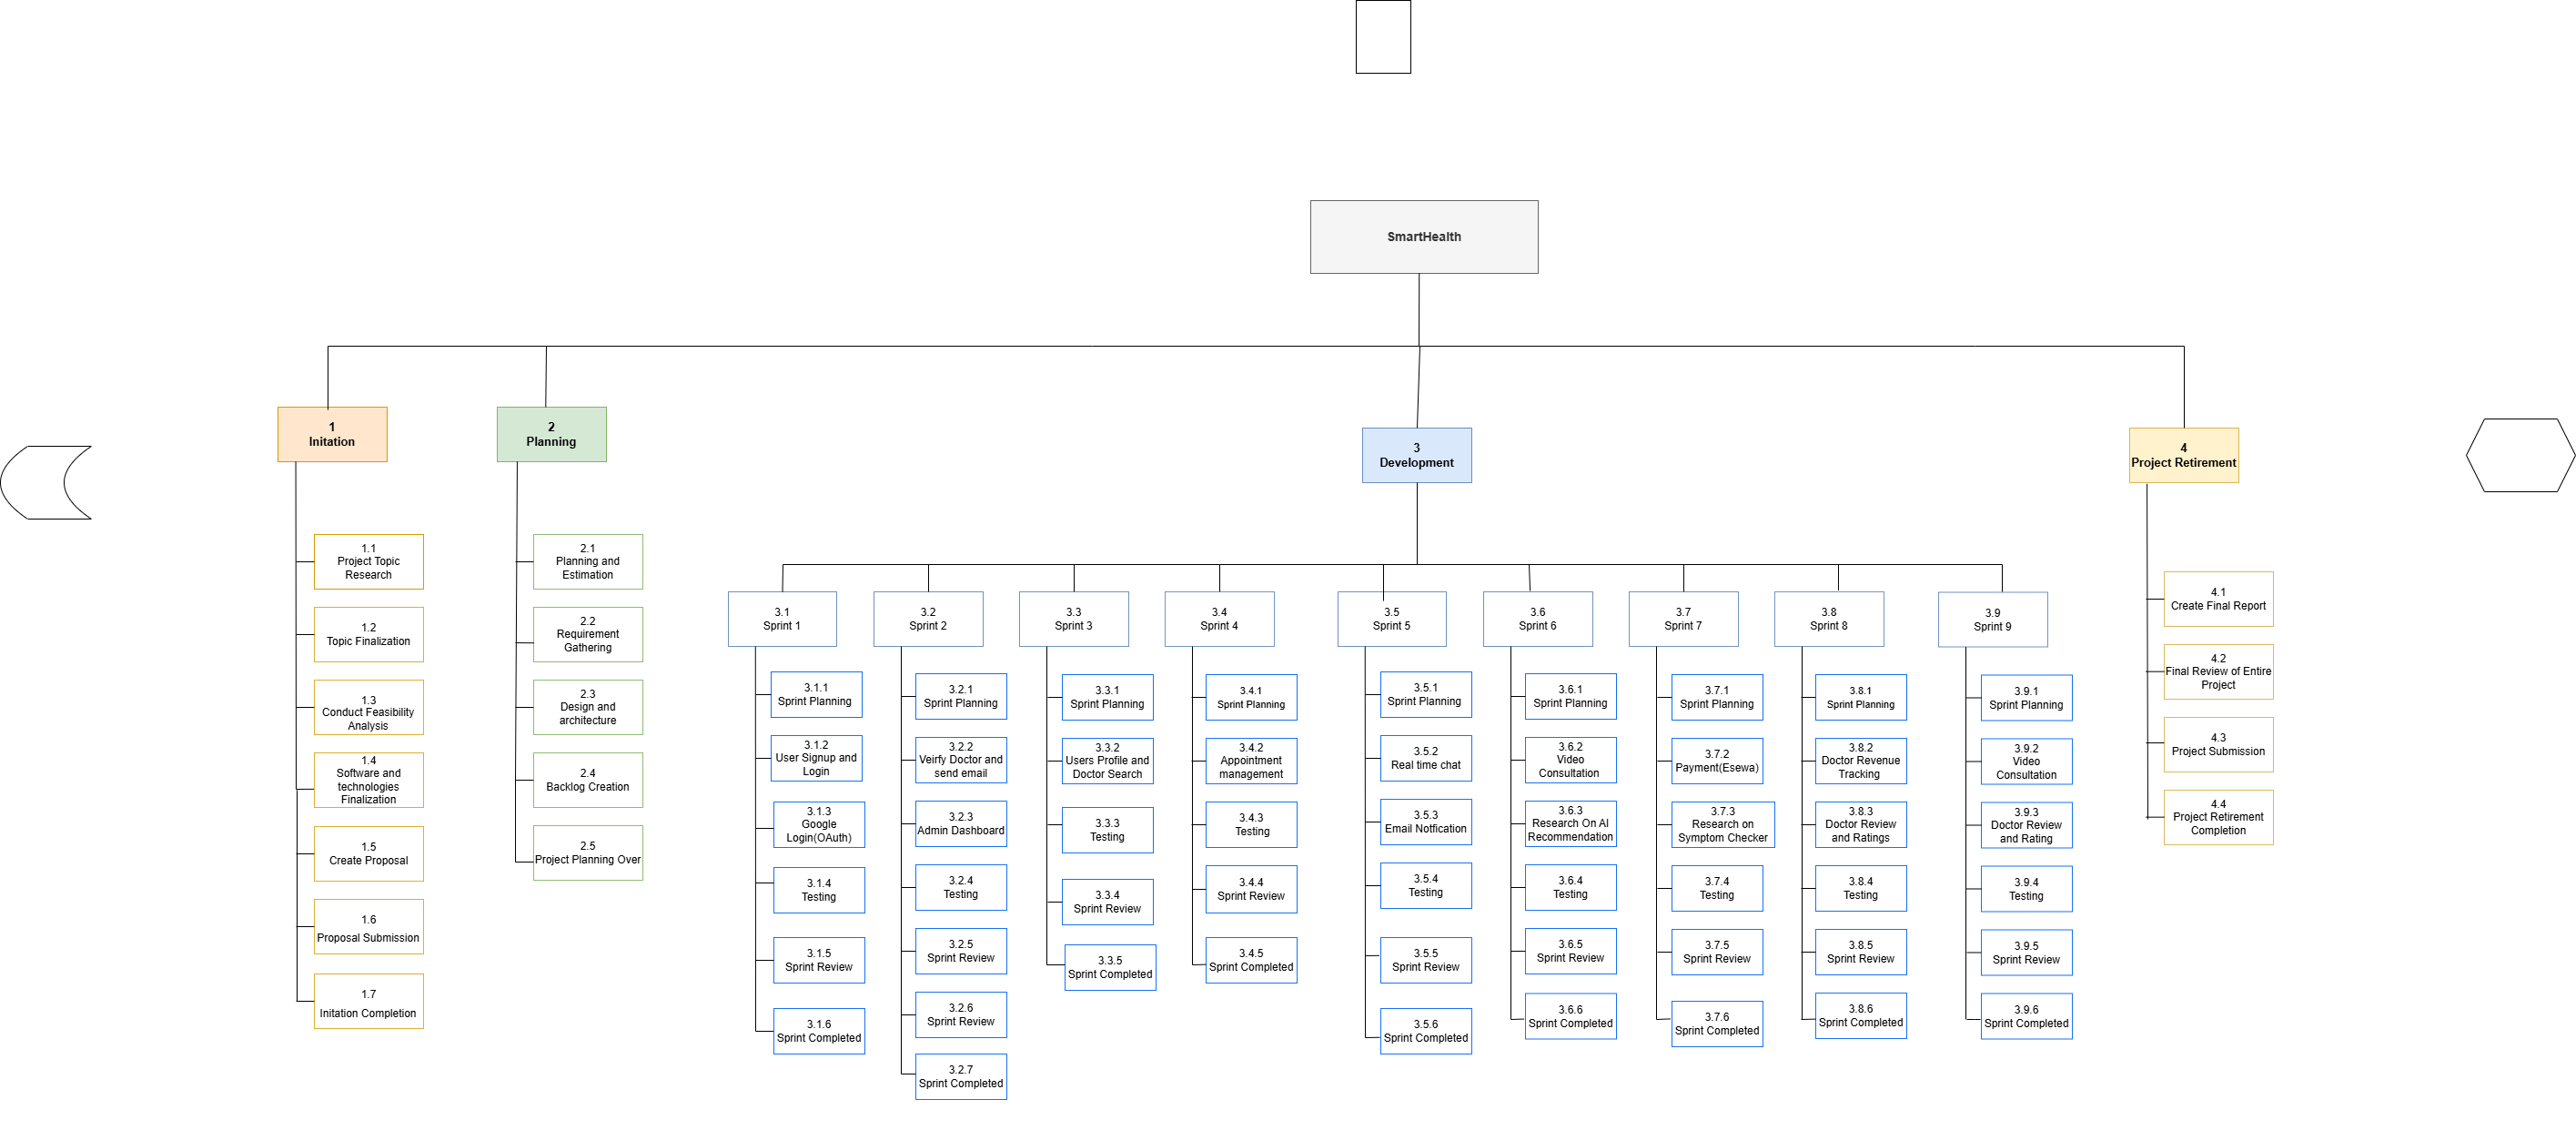 SmartHealth
1
Initation
2
Planning
3
Development
4
Project Retirement
1.1
Project Topic
Research
1.2
Topic Finalization
1.3
Conduct Feasibility
Analysis
1.4
Software and
technologies
Finalization
1.5
Create Proposal
1.6
Proposal Submission
1.7
Initation Completion
2.1
Planning and
Estimation
2.2
Requirement
Gathering
2.3
Design and
architecture
2.4
Backlog Creation
2.5
Project Planning Over
3.1
Sprint 1
3.1.1
Sprint Planning
3.1.2
User Signup and
Login
3.1.3
Google
Login(OAuth)
3.1.4
Testing
3.1.5
Sprint Review
3.1.6
Sprint Completed
3.2
Sprint 2
3.2.1
Sprint Planning
3.2.2
Veirfy Doctor and
send email
3.2.3
Admin Dashboard
3.2.4
Testing
3.2.5
Sprint Review
3.2.6
Sprint Review
3.2.7
Sprint Completed
3.3
Sprint 3
3.3.1
Sprint Planning
3.3.2
Users Profile and
Doctor Search
3.3.3
Testing
3.3.4
Sprint Review
3.3.5
Sprint Completed
3.4
Sprint 4
3.4.1
Sprint Planning
3.4.2
Appointment
management
3.4.3
Testing
3.4.4
Sprint Review
3.4.5
Sprint Completed
3.5
Sprint 5
3.5.1
Sprint Planning
3.5.2
Real time chat
3.5.3
Email Notfication
3.5.4
Testing
3.5.5
Sprint Review
3.5.6
Sprint Completed
3.6
Sprint 6
3.6.1
Sprint Planning
3.6.2
Video
Consultation
3.6.3
Research On AI
Recommendation
3.6.4
Testing
3.6.5
Sprint Review
3.6.6
Sprint Completed
3.7
Sprint 7
3.7.1
Sprint Planning
3.7.2
Payment(Esewa)
3.7.3
Research on
Symptom Checker
3.7.4
Testing
3.7.5
Sprint Review
3.7.6
Sprint Completed
3.8
Sprint 8
3.8.1
Sprint Planning
3.8.2
Doctor Revenue
Tracking
3.8.3
Doctor Review
and Ratings
3.8.4
Testing
3.8.5
Sprint Review
3.8.6
Sprint Completed
3.9
Sprint 9
3.9.1
Sprint Planning
3.9.2
Video
Consultation
3.9.3
Doctor Review
and Rating
3.9.4
Testing
3.9.5
Sprint Review
3.9.6
Sprint Completed
4.1
Create Final Report
4.2
Final Review of Entire
Project
4.3
Project Submission
4.4
Project Retirement
Completion